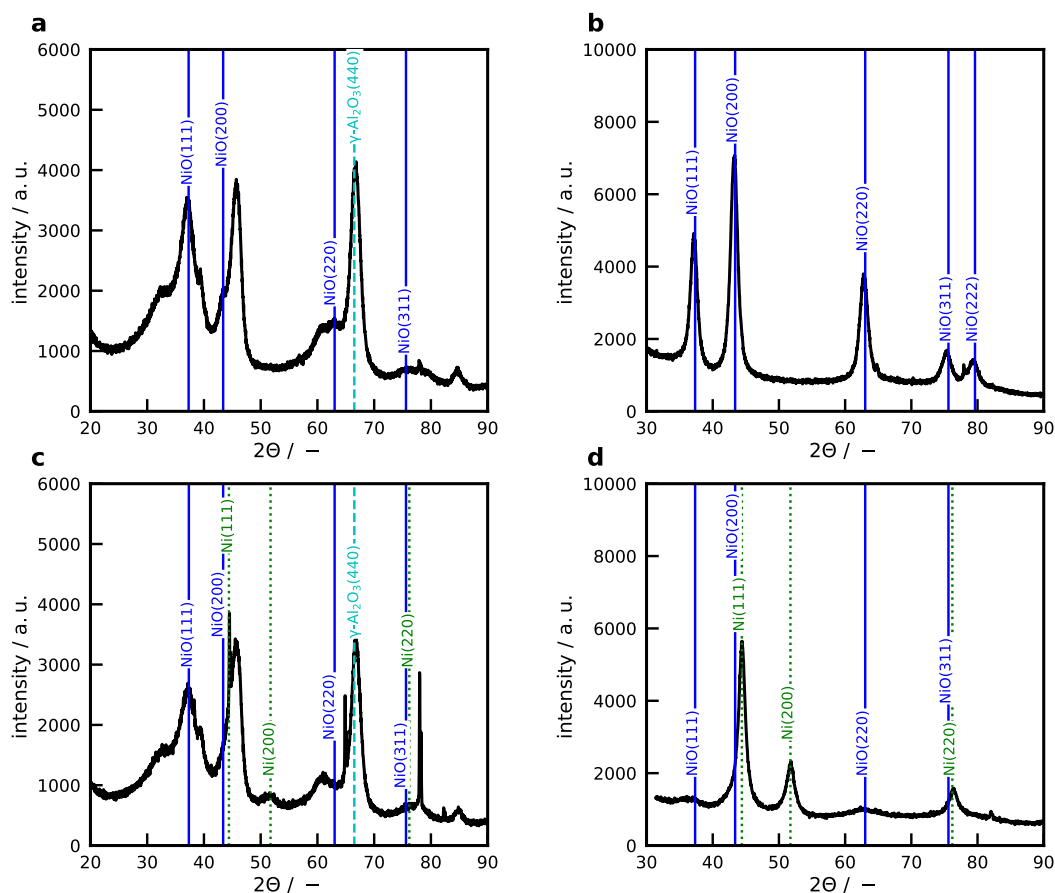 a
6000
5000
4000
3000
2000
1000
0
intensity / a. u.
NiO(111)
NiO(200)
NiO(220)
γ-Al₂O₃(440)
NiO(311)
20 30 40 50 60 70 80 90
2Θ / −
b
10000
8000
6000
4000
2000
0
intensity / a. u.
NiO(111)
NiO(200)
NiO(220)
NiO(311)
NiO(222)
30 40 50 60 70 80 90
2Θ / −
c
6000
5000
4000
3000
2000
1000
0
intensity / a. u.
NiO(111)
NiO(200)
Ni(111)
Ni(200)
NiO(220)
γ-Al₂O₃(440)
NiO(311)
Ni(220)
20 30 40 50 60 70 80 90
2Θ / −
d
10000
8000
6000
4000
2000
0
intensity / a. u.
NiO(111)
NiO(200)
Ni(111)
Ni(200)
NiO(220)
NiO(311)
Ni(220)
30 40 50 60 70 80 90
2Θ / −